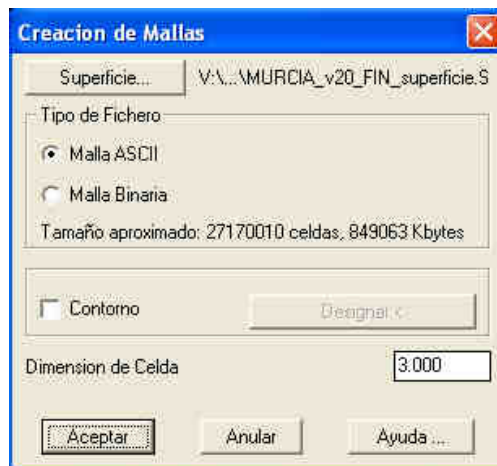 Creacion de Mallas
Superficie... V:\...\MURCIA_v20_FIN_superficie.S
Tipo de Fichero
Malla ASCII
Malla Binaria
Tamaño aproximado: 27170010 celdas, 849063 Kbytes
Contorno Designar <
Dimension de Celda 3.000
Aceptar Anular Ayuda ...